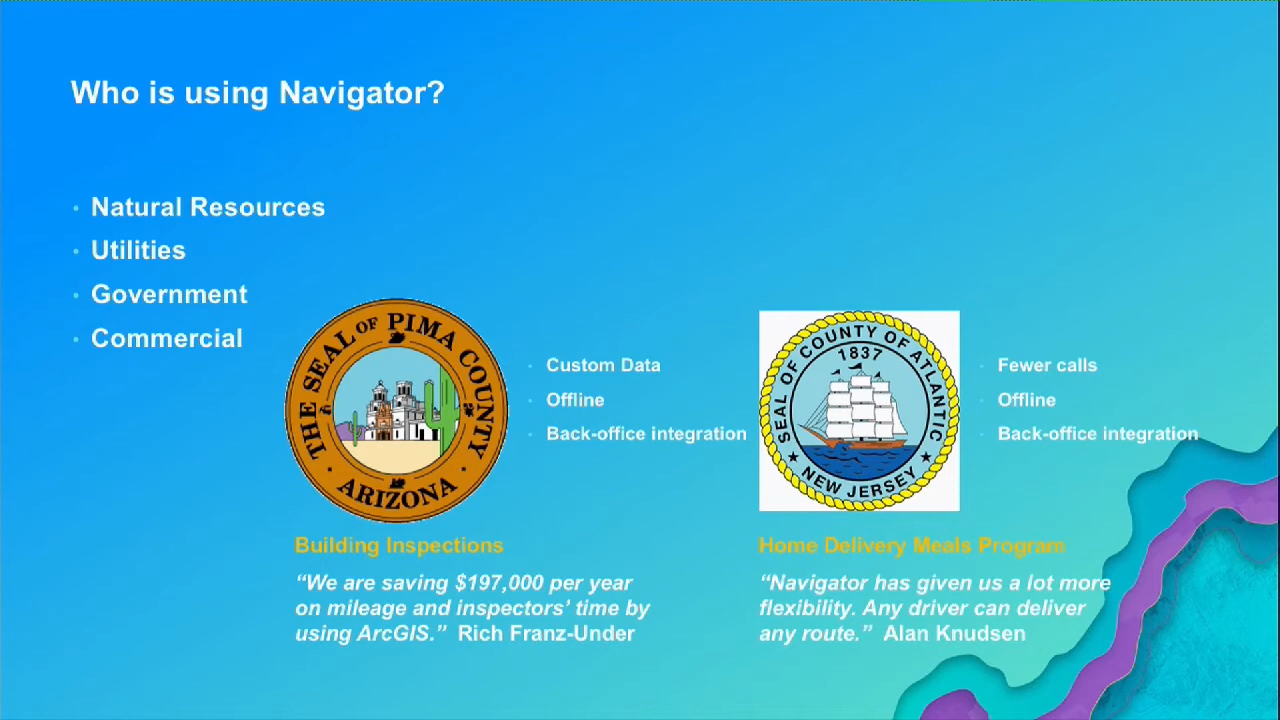 Who is using Navigator?
Natural Resources
Utilities
Government
Commercial
THE SEAL OF PIMA COUNTY
ARIZONA
Custom Data
Offline
Back-office integration
SEAL OF COUNTY OF ATLANTIC
1837
NEW JERSEY
Fewer calls
Offline
Back-office integration
Building Inspections
“We are saving $197,000 per year
on mileage and inspectors’ time by
using ArcGIS.” Rich Franz-Under
Home Delivery Meals Program
“Navigator has given us a lot more
flexibility. Any driver can deliver
any route.” Alan Knudsen